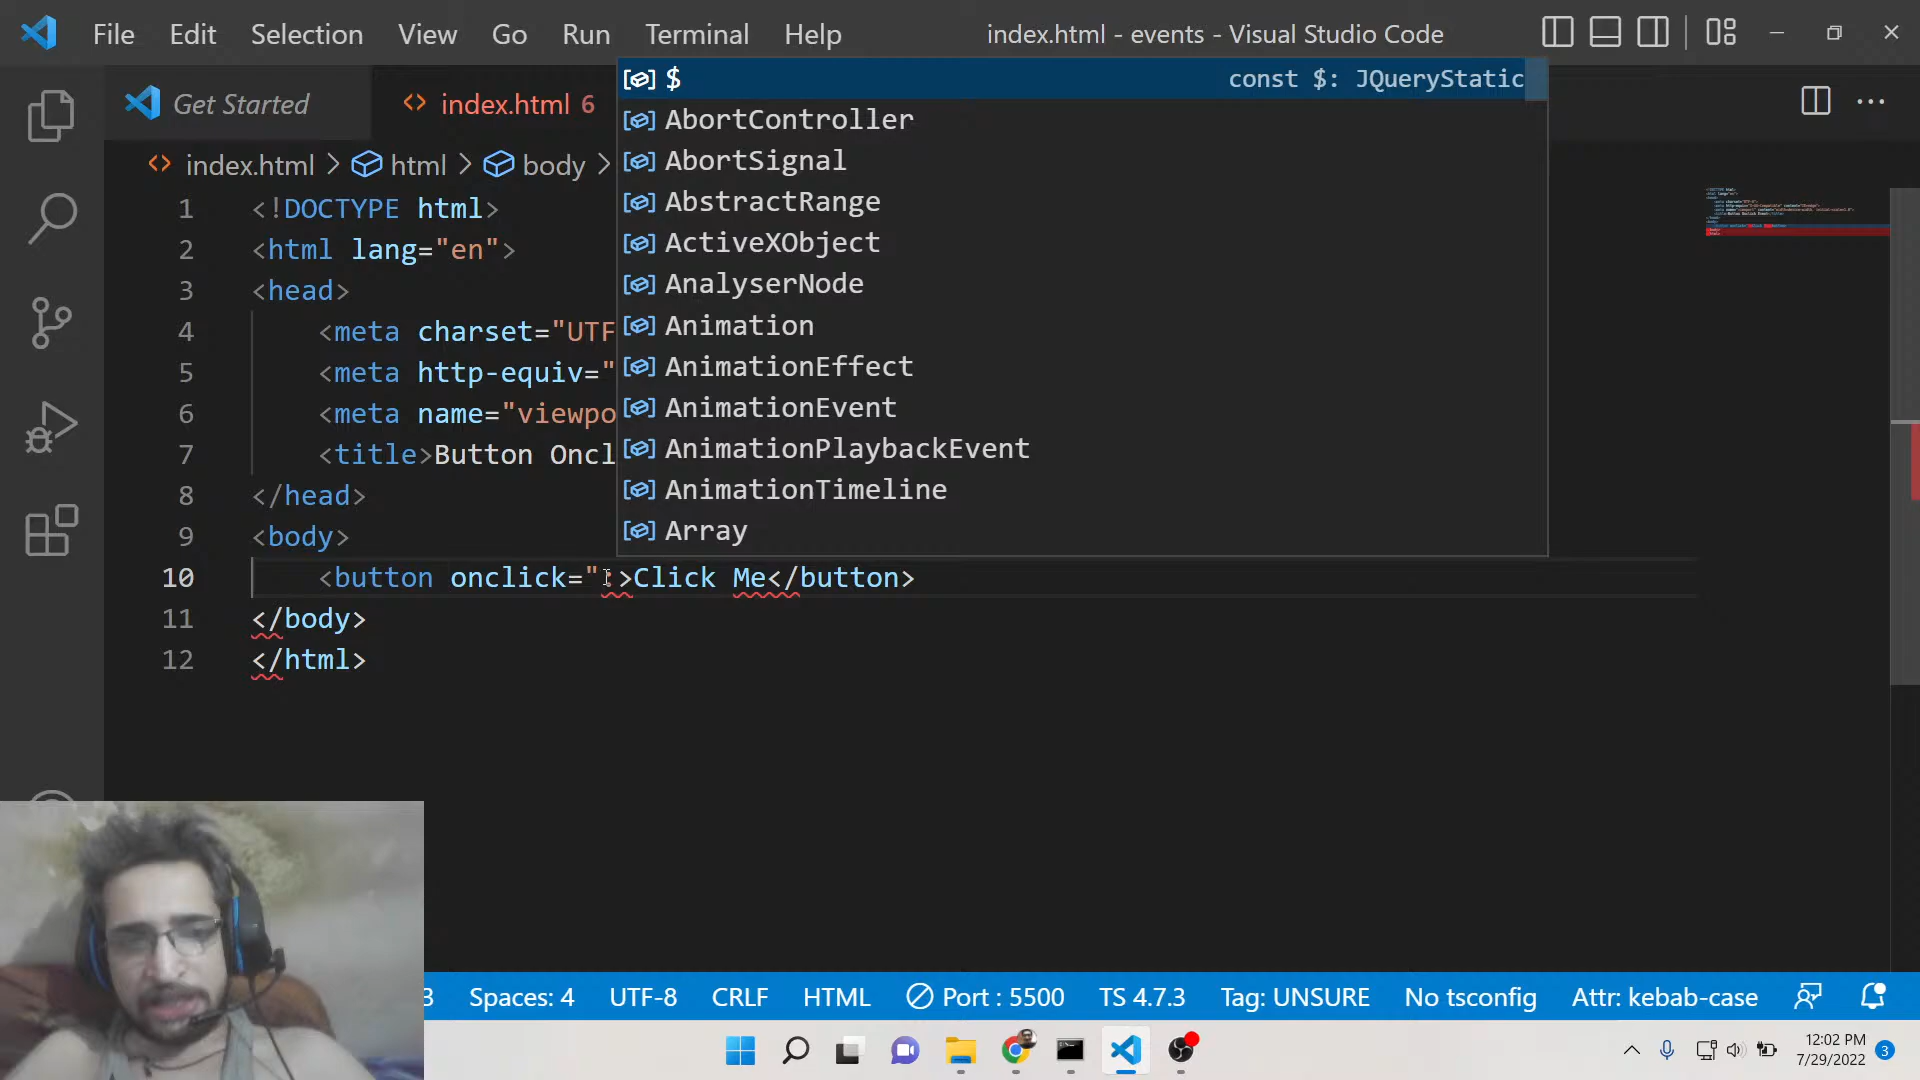 File Edit Selection View Go Run Terminal Help index.html - events - Visual Studio Code
Get Started index.html 6
index.html > html > body >
$ const $: JQueryStatic
AbortController
AbortSignal
AbstractRange
ActiveXObject
AnalyserNode
Animation
AnimationEffect
AnimationEvent
AnimationPlaybackEvent
AnimationTimeline
Array
1 <!DOCTYPE html>
2 <html lang="en">
3 <head>
4 <meta charset="UTF
5 <meta http-equiv="
6 <meta name="viewpo
7 <title>Button Oncl
8 </head>
9 <body>
10 <button onclick=":>Click Me</button>
11 </body>
12 </html>
3 Spaces: 4 UTF-8 CRLF HTML Port : 5500 TS 4.7.3 Tag: UNSURE No tsconfig Attr: kebab-case
12:02 PM
7/29/2022 3